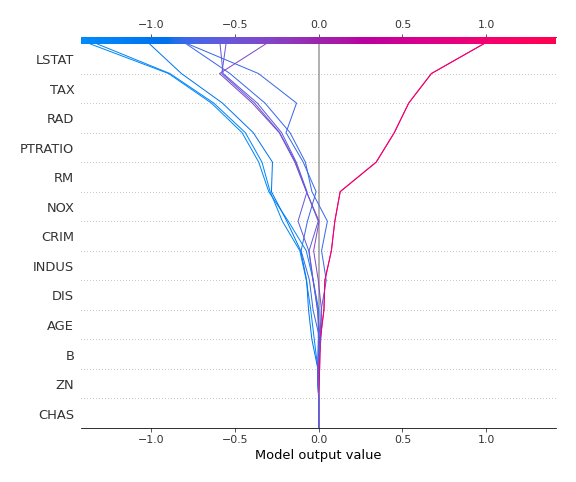 −1.0 −0.5 0.0 0.5 1.0
LSTAT
TAX
RAD
PTRATIO
RM
NOX
CRIM
INDUS
DIS
AGE
B
ZN
CHAS
−1.0 −0.5 0.0 0.5 1.0
Model output value